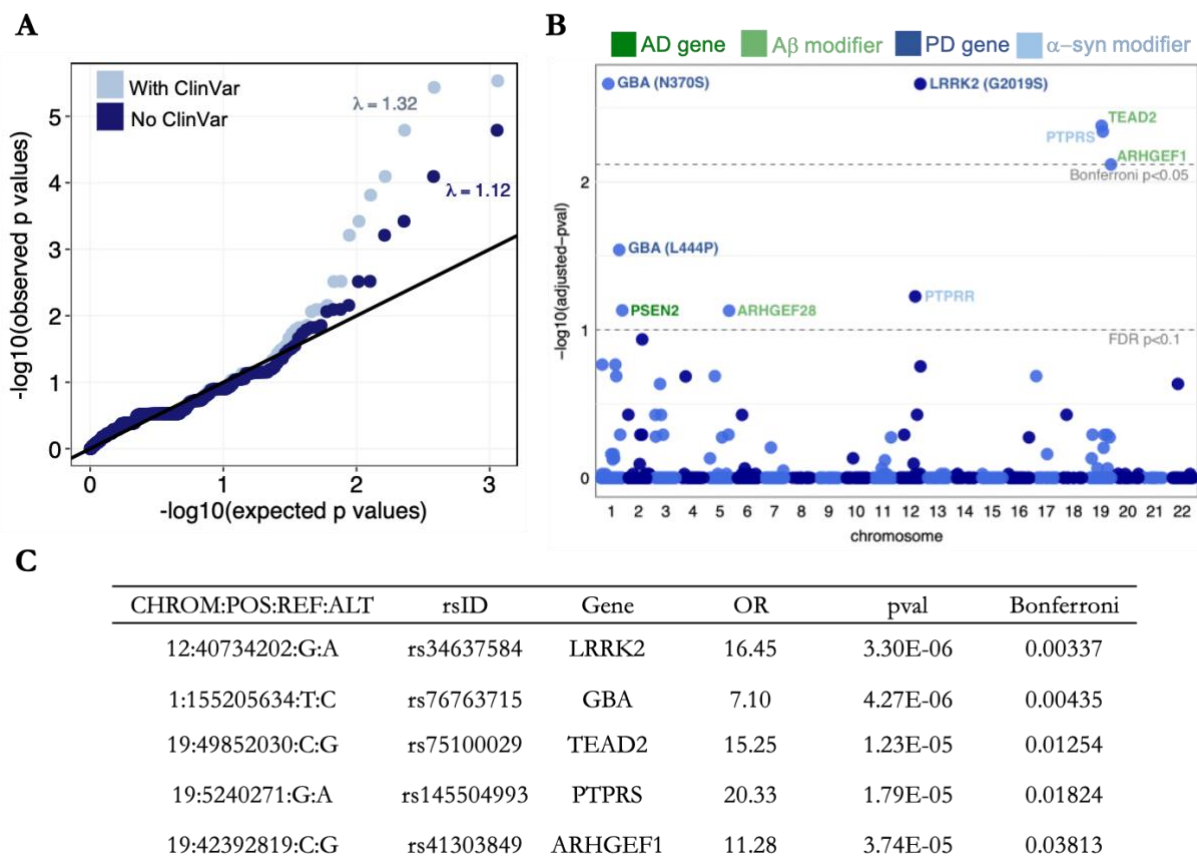 A
With ClinVar
No ClinVar
λ = 1.32
λ = 1.12
5
4
3
2
1
0
0 1 2 3
-log10(observed p values)
-log10(expected p values)
B
AD gene Aβ modifier PD gene α-syn modifier
GBA (N370S) LRRK2 (G2019S)
TEAD2
PTPRS
ARHGEF1
Bonferroni p<0.05
GBA (L444P)
PTPRR
PSEN2 ARHGEF28
FDR p<0.1
2
1
0
-log10(adjusted-pval)
1 2 3 4 5 6 7 8 9 10 11 12 13 14 15 16 17 18 19 20 21 22
chromosome
C
CHROM:POS:REF:ALT rsID Gene OR pval Bonferroni
12:40734202:G:A rs34637584 LRRK2 16.45 3.30E-06 0.00337
1:155205634:T:C rs76763715 GBA 7.10 4.27E-06 0.00435
19:49852030:C:G rs75100029 TEAD2 15.25 1.23E-05 0.01254
19:5240271:G:A rs145504993 PTPRS 20.33 1.79E-05 0.01824
19:42392819:C:G rs41303849 ARHGEF1 11.28 3.74E-05 0.03813